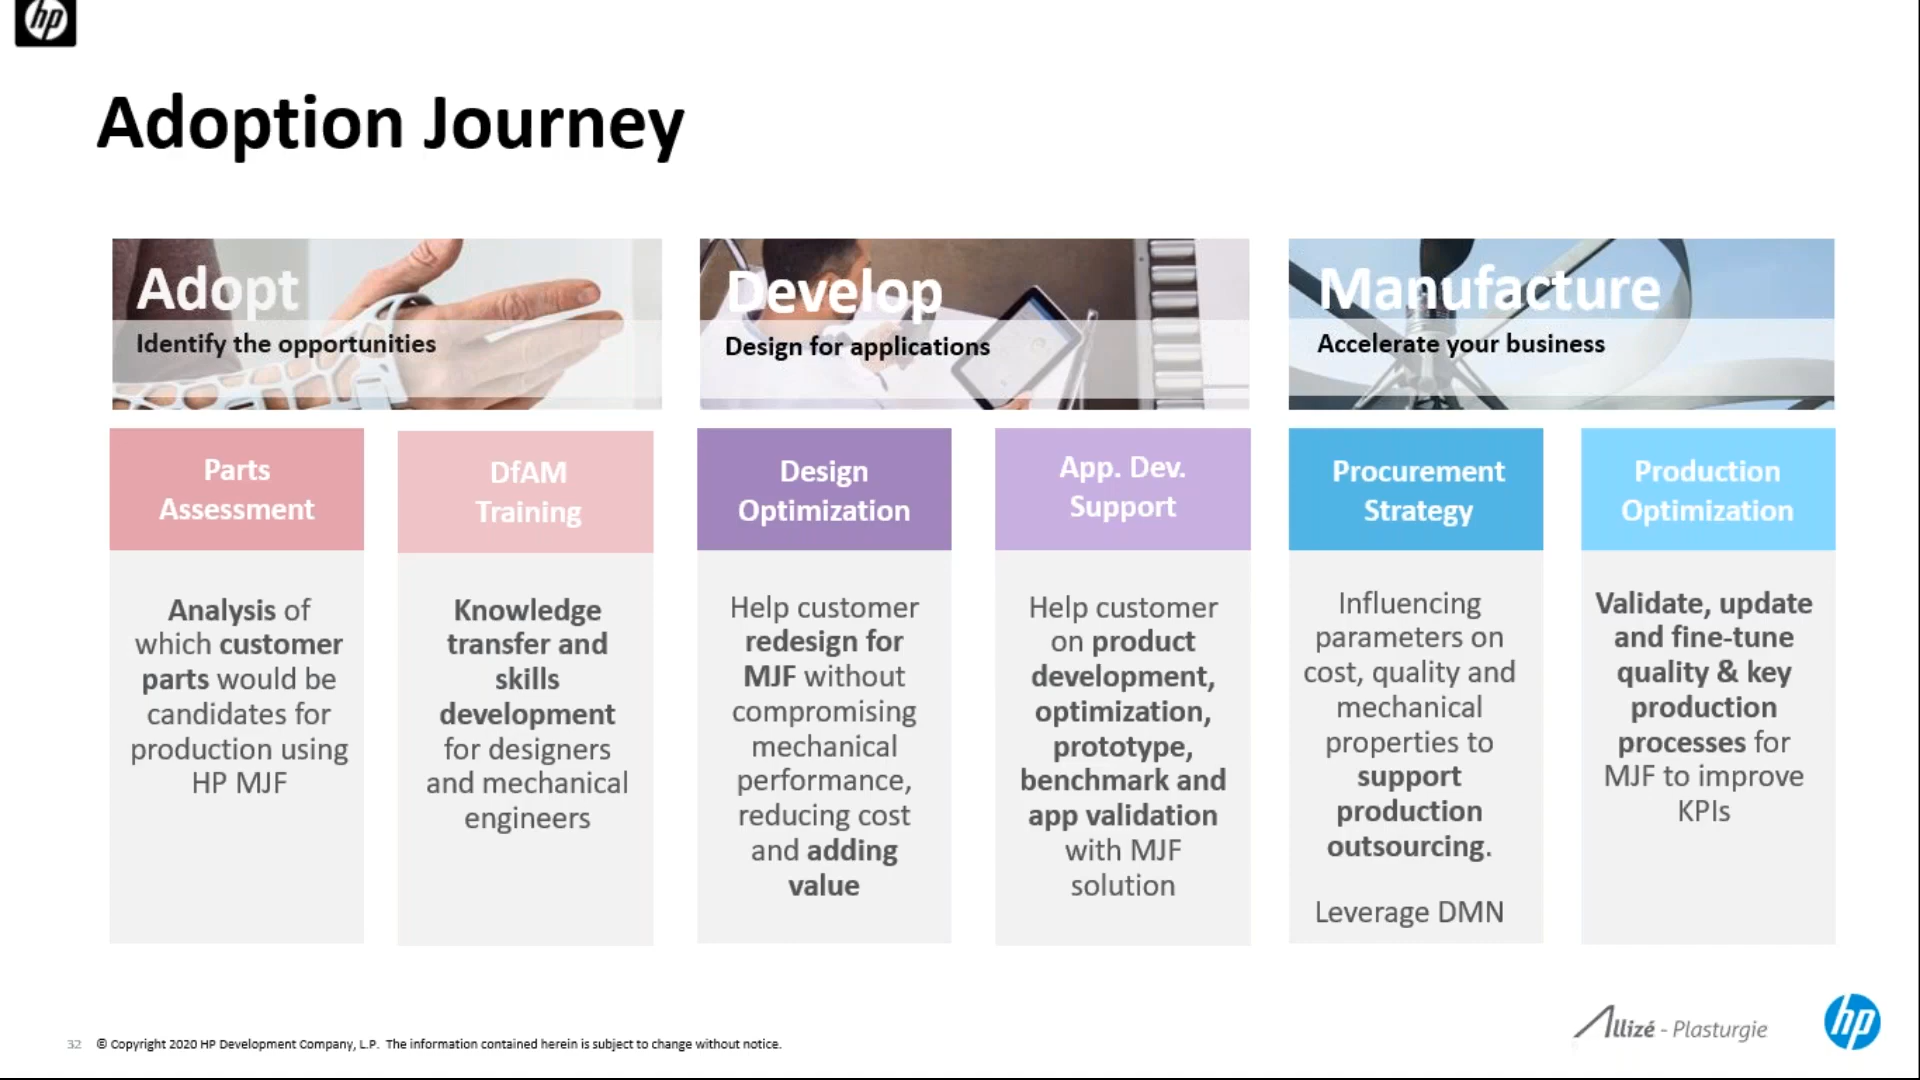 hp
Adoption Journey
Adopt
Identify the opportunities
Develop
Design for applications
Manufacture
Accelerate your business
Parts
Assessment
Analysis of
which customer
parts would be
candidates for
production using
HP MJF
DfAM
Training
Knowledge
transfer and
skills
development
for designers
and mechanical
engineers
Design
Optimization
Help customer
redesign for
MJF without
compromising
mechanical
performance,
reducing cost
and adding
value
App. Dev.
Support
Help customer
on product
development,
optimization,
prototype,
benchmark and
app validation
with MJF
solution
Procurement
Strategy
Influencing
parameters on
cost, quality and
mechanical
properties to
support
production
outsourcing.
Leverage DMN
Production
Optimization
Validate, update
and fine-tune
quality & key
production
processes for
MJF to improve
KPIs
32 © Copyright 2020 HP Development Company, L.P. The information contained herein is subject to change without notice.
Allizé - Plasturgie
hp